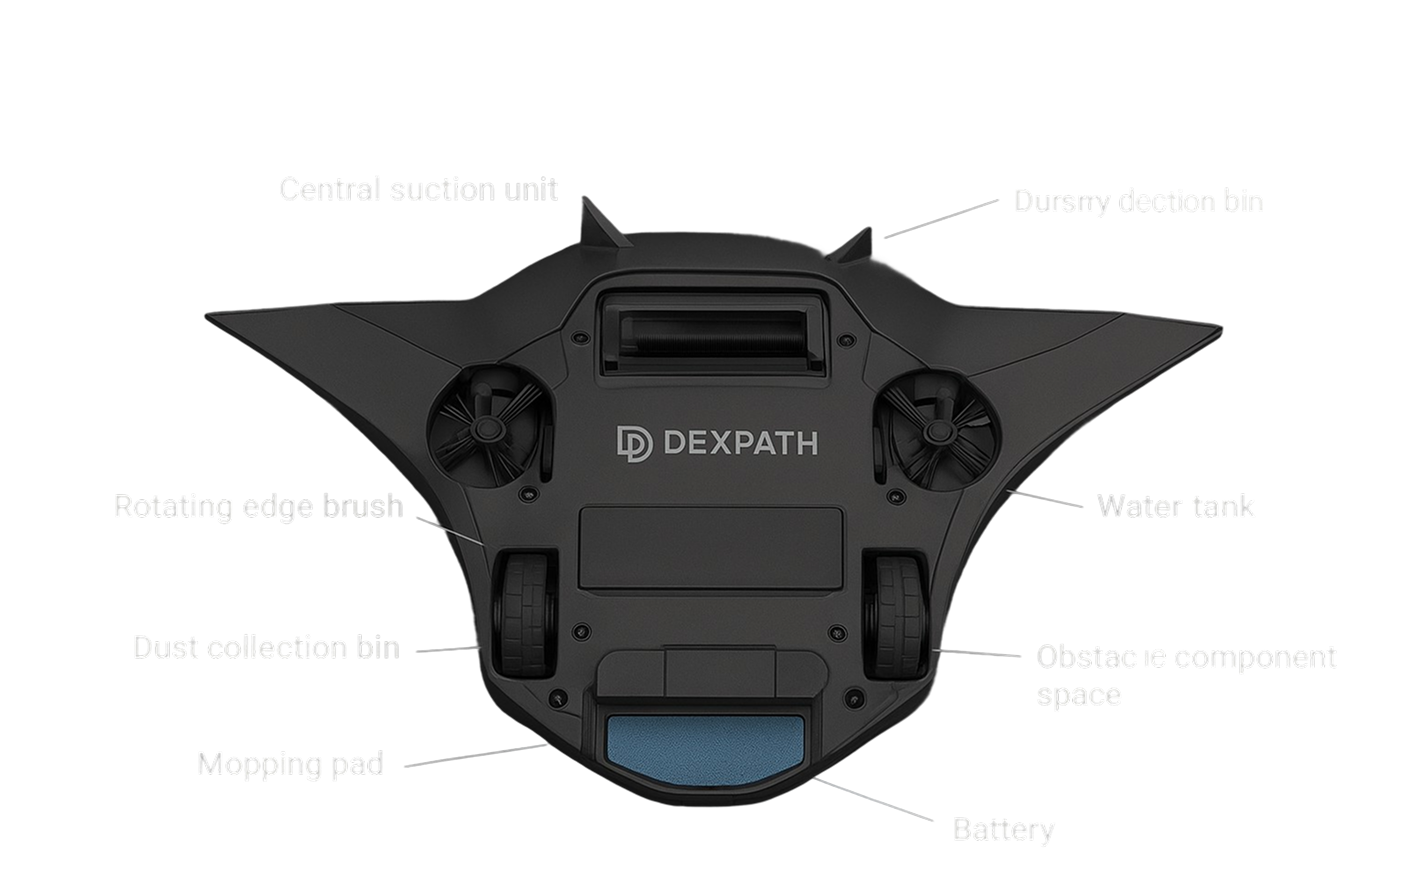 Central suction unit
Dursrry dection bin
DEXPATH
Rotating edge brush
Water tank
Dust collection bin
Obstac ie component
space
Mopping pad
Battery